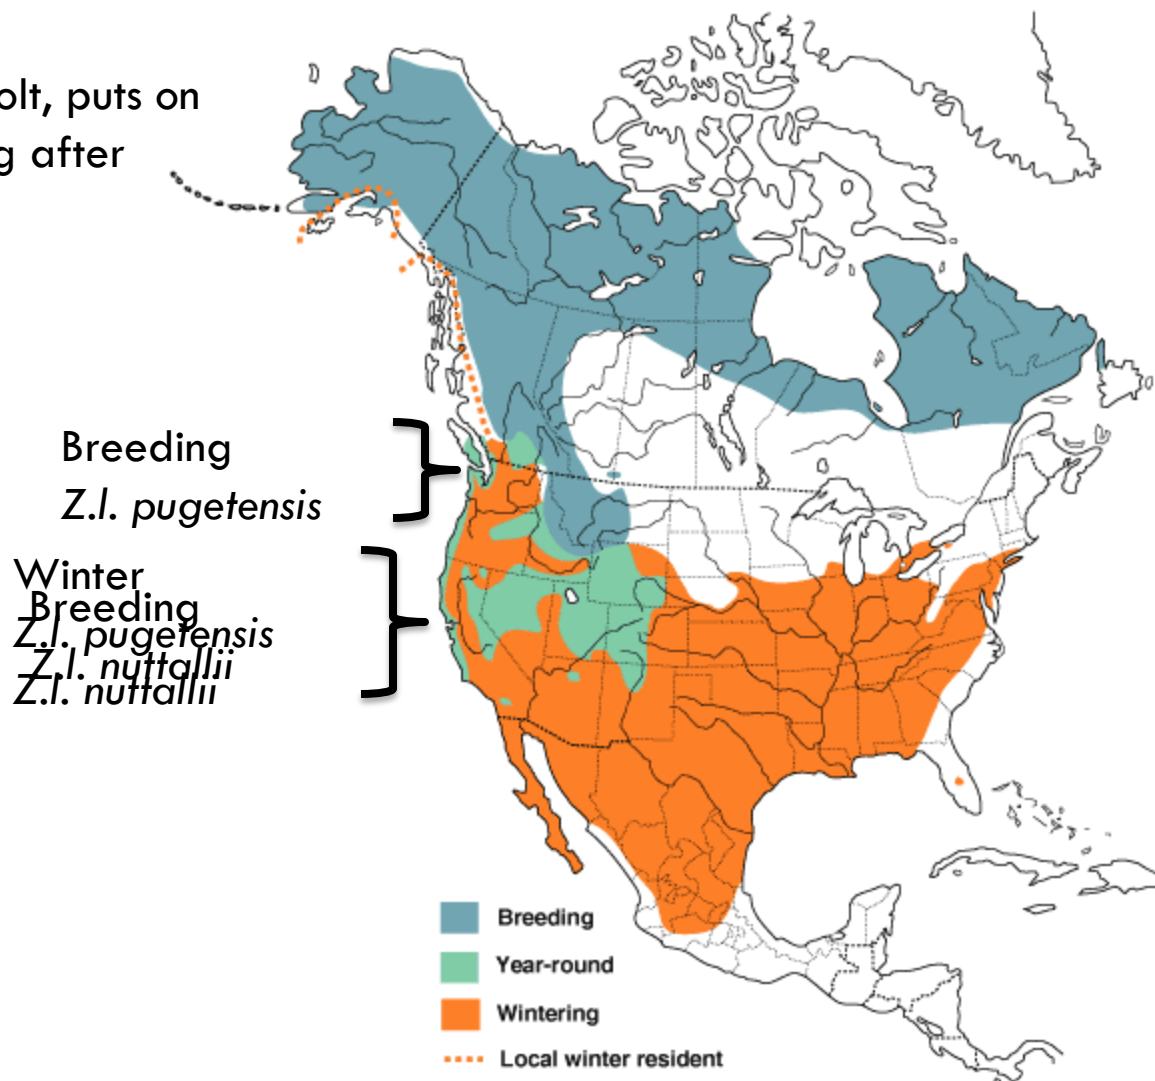 olt, puts on
g after
Breeding
Z.l. pugetensis
Winter
Breeding
Z.l. pugetensis
Z.l. nuttallii
Z.l. nuttallii
Breeding
Year-round
Wintering
Local winter resident